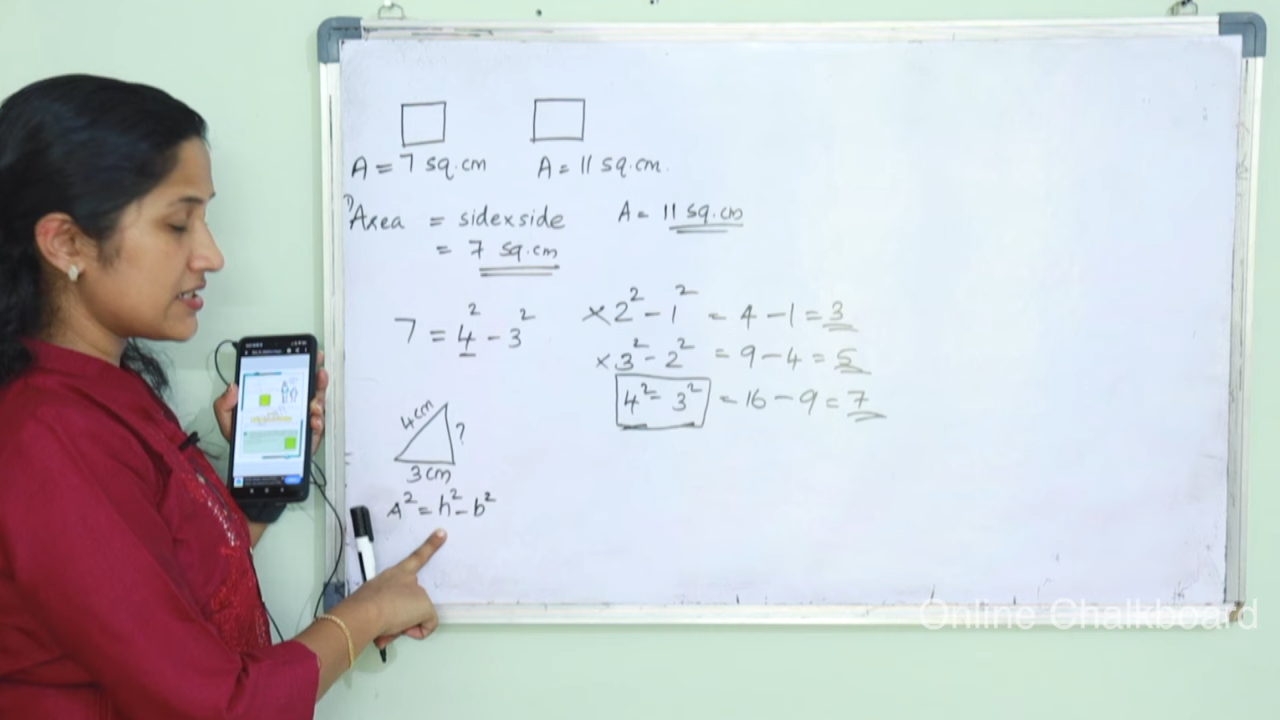 A = 7 sq.cm
A = 11 sq.cm.
1) Area = sidexside
= 7 sq.cm
A = 11 sq.cm
7 = 4² - 3²
×2² - 1² = 4 - 1 = 3
×3² - 2² = 9 - 4 = 5
4² - 3² = 16 - 9 = 7
4cm
?
3cm
A² = h² - b²
Online Chalkboard